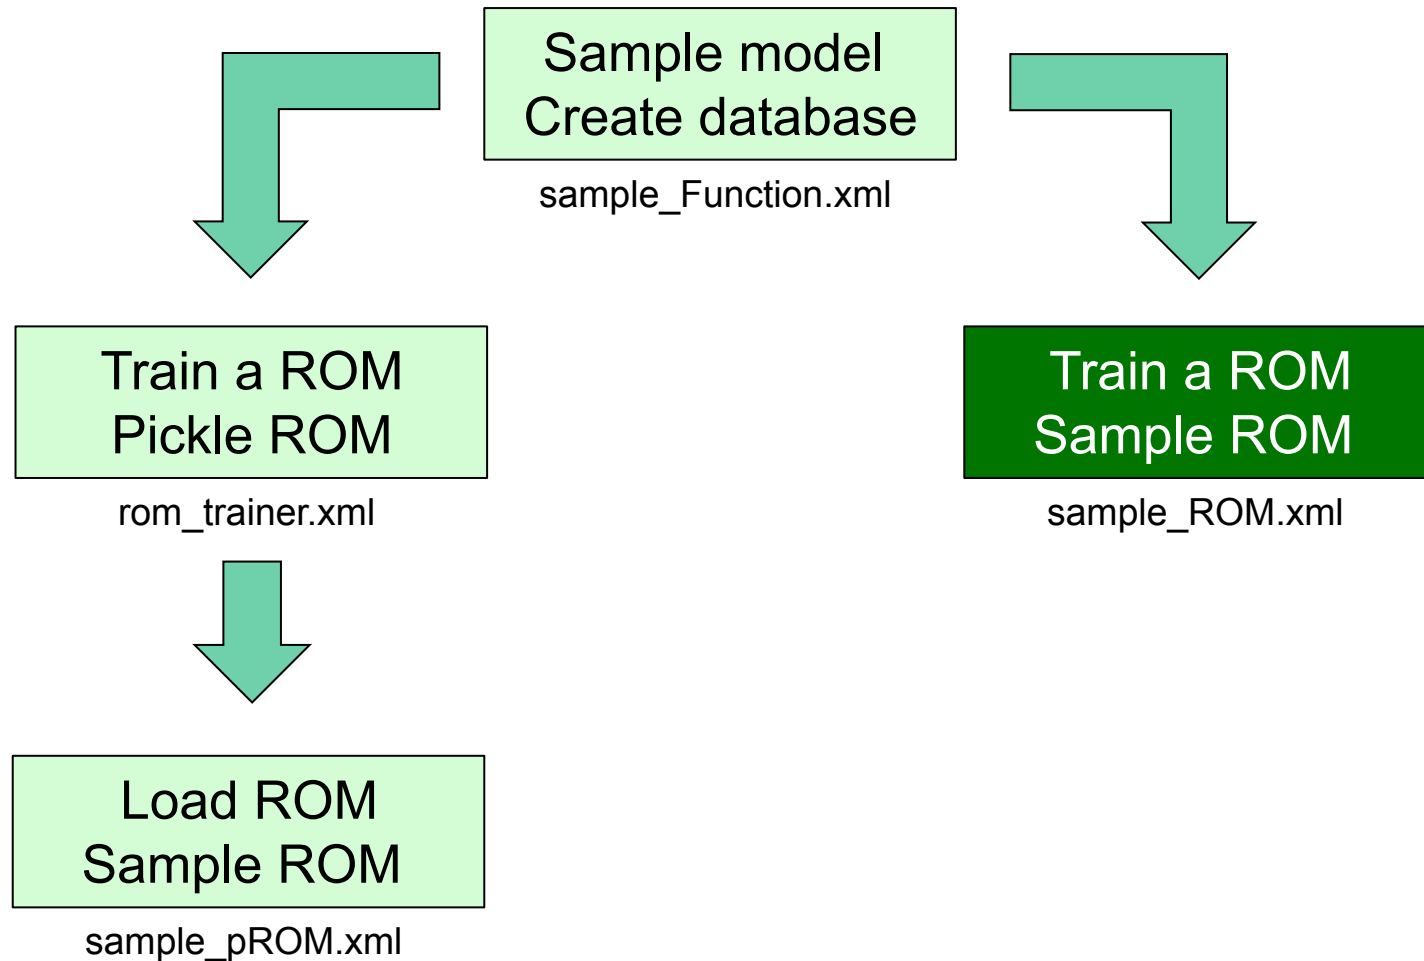 Sample model
Create database
sample_Function.xml
Train a ROM
Pickle ROM
rom_trainer.xml
Train a ROM
Sample ROM
sample_ROM.xml
Load ROM
Sample ROM
sample_pROM.xml